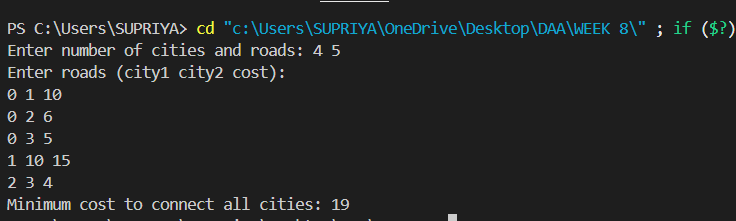 PS C:\Users\SUPRIYA> cd "c:\Users\SUPRIYA\OneDrive\Desktop\DAA\WEEK 8\" ; if ($?)
Enter number of cities and roads: 4 5
Enter roads (city1 city2 cost):
0 1 10
0 2 6
0 3 5
1 10 15
2 3 4
Minimum cost to connect all cities: 19